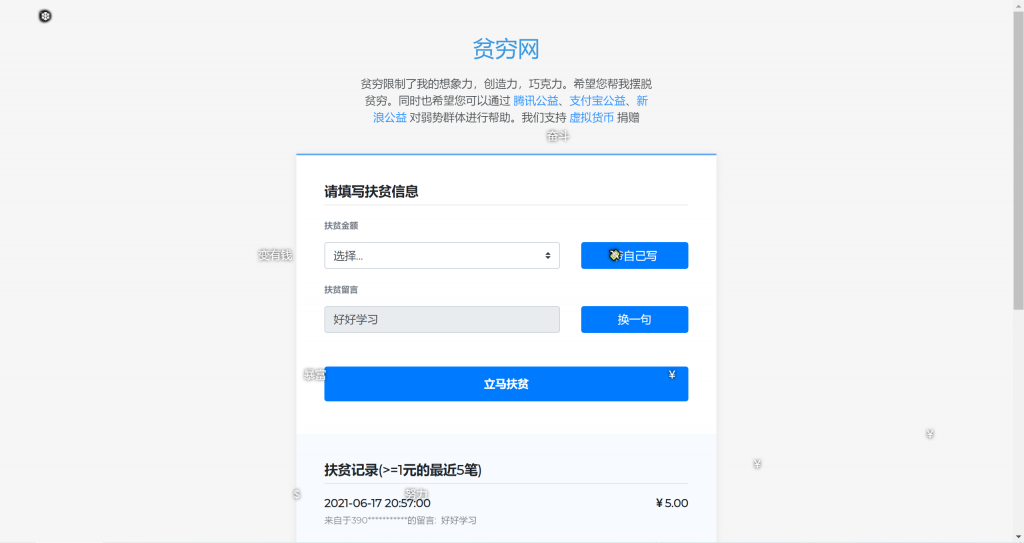 贫穷网
贫穷限制了我的想象力，创造力，巧克力。希望您帮我摆脱
贫穷。同时也希望您可以通过 腾讯公益、支付宝公益、新
浪公益 对弱势群体进行帮助。我们支持 虚拟货币 捐赠
奋斗
请填写扶贫信息
扶贫金额
变有钱
选择...
自己写
扶贫留言
好好学习
换一句
暴富
立马扶贫
¥
¥
¥
扶贫记录(>=1元的最近5笔)
$
努力
2021-06-17 20:57:00
¥ 5.00
来自于390***********的留言: 好好学习